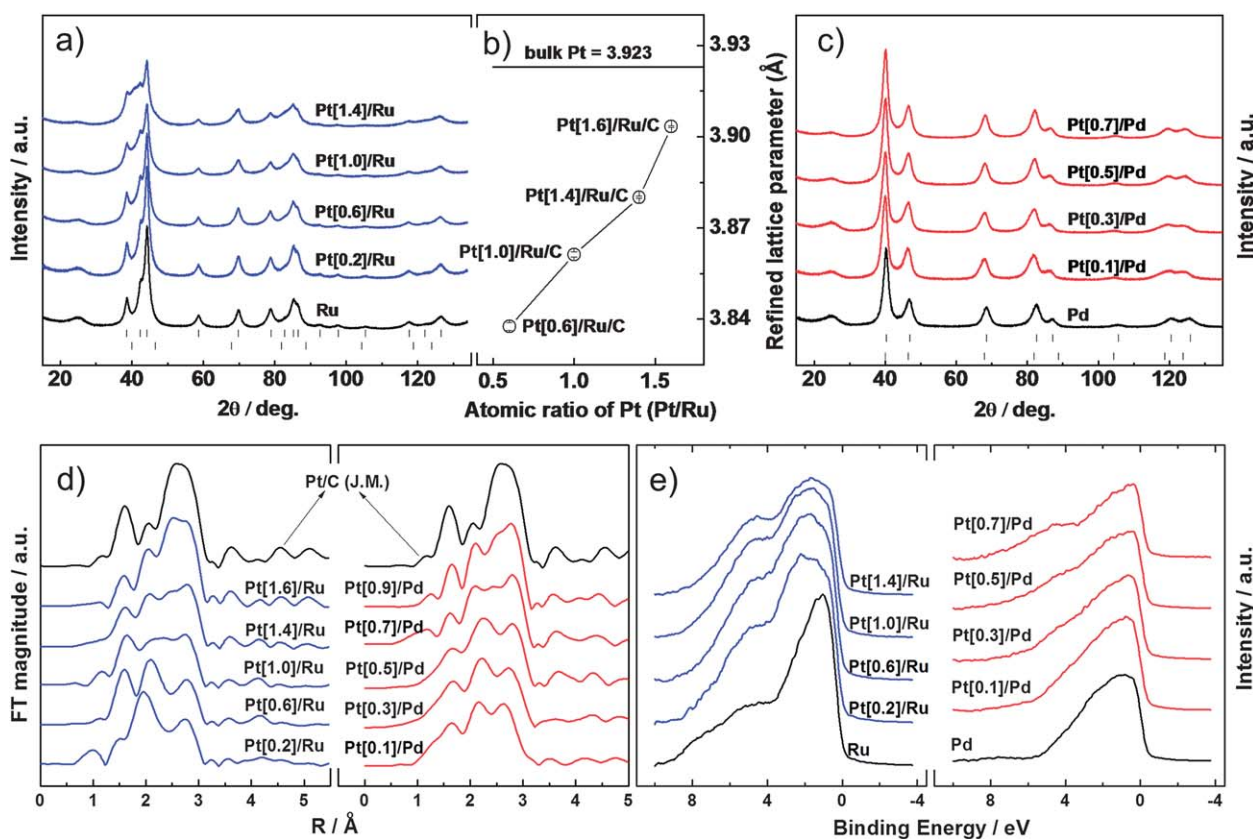 a)
Intensity / a.u.
Pt[1.4]/Ru
Pt[1.0]/Ru
Pt[0.6]/Ru
Pt[0.2]/Ru
Ru
20 40 60 80 100 120
2θ / deg.
b)
bulk Pt = 3.923
Pt[1.6]/Ru/C
Pt[1.4]/Ru/C
Pt[1.0]/Ru/C
Pt[0.6]/Ru/C
3.93
3.90
3.87
3.84
Refined lattice parameter (Å)
0.5 1.0 1.5
Atomic ratio of Pt (Pt/Ru)
c)
Pt[0.7]/Pd
Pt[0.5]/Pd
Pt[0.3]/Pd
Pt[0.1]/Pd
Pd
Intensity / a.u.
20 40 60 80 100 120
2θ / deg.
d)
FT magnitude / a.u.
Pt/C (J.M.)
Pt[1.6]/Ru
Pt[1.4]/Ru
Pt[1.0]/Ru
Pt[0.6]/Ru
Pt[0.2]/Ru
Pt[0.9]/Pd
Pt[0.7]/Pd
Pt[0.5]/Pd
Pt[0.3]/Pd
Pt[0.1]/Pd
0 1 2 3 4 5 0 1 2 3 4 5
R / Å
e)
Pt[1.4]/Ru
Pt[1.0]/Ru
Pt[0.6]/Ru
Pt[0.2]/Ru
Ru
Pt[0.7]/Pd
Pt[0.5]/Pd
Pt[0.3]/Pd
Pt[0.1]/Pd
Pd
Intensity / a.u.
8 4 0 -4 8 4 0 -4
Binding Energy / eV